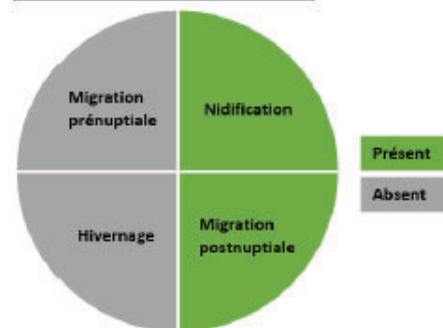 Migration
prénuptiale
Nidification
Hivernage
Migration
postnuptiale
Présent
Absent